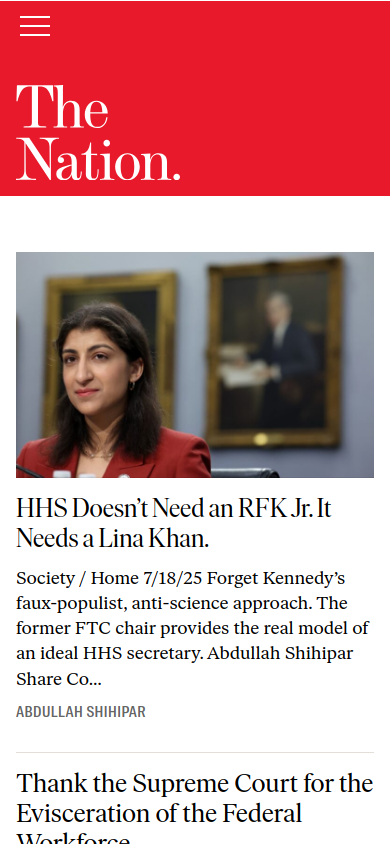 The
Nation.
HHS Doesn’t Need an RFK Jr. It
Needs a Lina Khan.
Society / Home 7/18/25 Forget Kennedy’s
faux-populist, anti-science approach. The
former FTC chair provides the real model of
an ideal HHS secretary. Abdullah Shihipar
Share Co...
ABDULLAH SHIHIPAR
Thank the Supreme Court for the
Evisceration of the Federal
Workforce